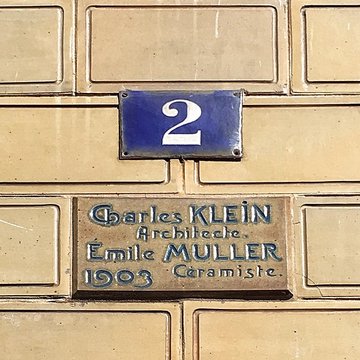 2
Charles KLEIN
Architecte.
Émile MULLER
1903 Céramiste.